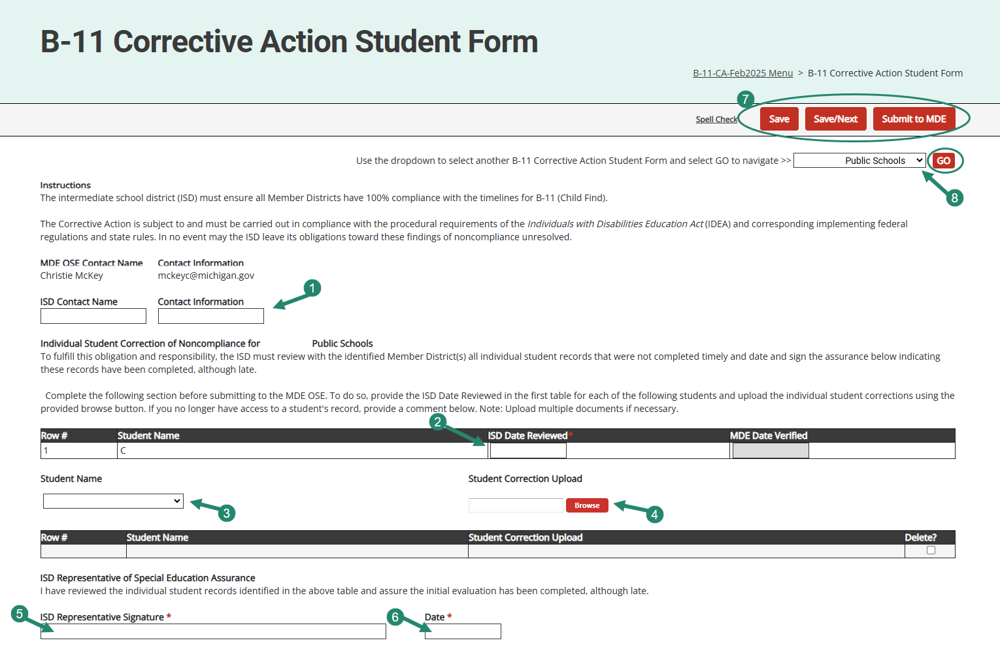 B-11 Corrective Action Student Form
B-11-CA-Feb2025 Menu > B-11 Corrective Action Student Form
7
Spell Check Save Save/Next Submit to MDE
Use the dropdown to select another B-11 Corrective Action Student Form and select GO to navigate >> Public Schools GO
8
Instructions
The intermediate school district (ISD) must ensure all Member Districts have 100% compliance with the timelines for B-11 (Child Find).
The Corrective Action is subject to and must be carried out in compliance with the procedural requirements of the Individuals with Disabilities Education Act (IDEA) and corresponding implementing federal
regulations and state rules. In no event may the ISD leave its obligations toward these findings of noncompliance unresolved.
MDE OSE Contact Name Contact Information
Christie McKey mckeyc@michigan.gov
1
ISD Contact Name Contact Information
Individual Student Correction of Noncompliance for Public Schools
To fulfill this obligation and responsibility, the ISD must review with the identified Member District(s) all individual student records that were not completed timely and date and sign the assurance below indicating
these records have been completed, although late.
Complete the following section before submitting to the MDE OSE. To do so, provide the ISD Date Reviewed in the first table for each of the following students and upload the individual student corrections using the
provided browse button. If you no longer have access to a student's record, provide a comment below. Note: Upload multiple documents if necessary.
2
Row # Student Name ISD Date Reviewed* MDE Date Verified
1 C
Student Name Student Correction Upload
Browse
3 4
Row # Student Name Student Correction Upload Delete?
ISD Representative of Special Education Assurance
I have reviewed the individual student records identified in the above table and assure the initial evaluation has been completed, although late.
5 ISD Representative Signature * 6 Date *